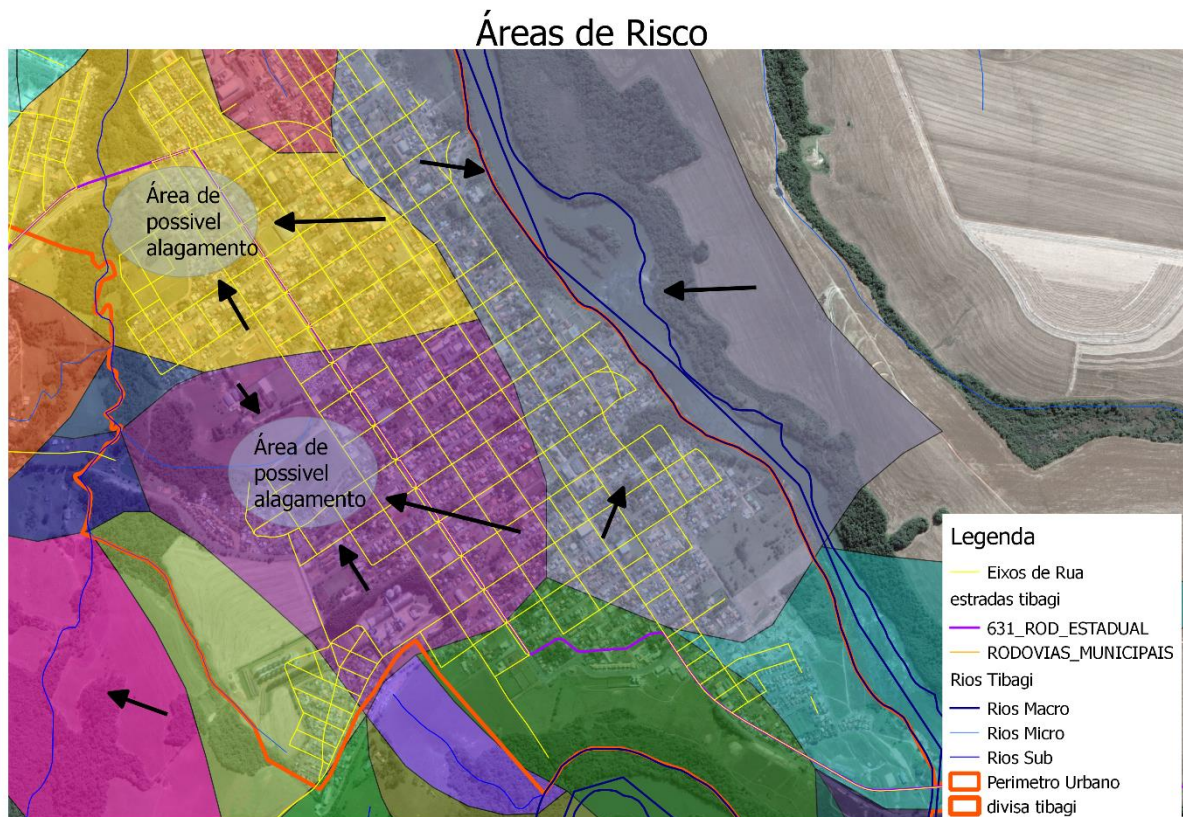 Áreas de Risco
Área de
possivel
alagamento
Área de
possivel
alagamento
Legenda
Eixos de Rua
estradas tibagi
631_ROD_ESTADUAL
RODOVIAS_MUNICIPAIS
Rios Tibagi
Rios Macro
Rios Micro
Rios Sub
Perimetro Urbano
divisa tibagi